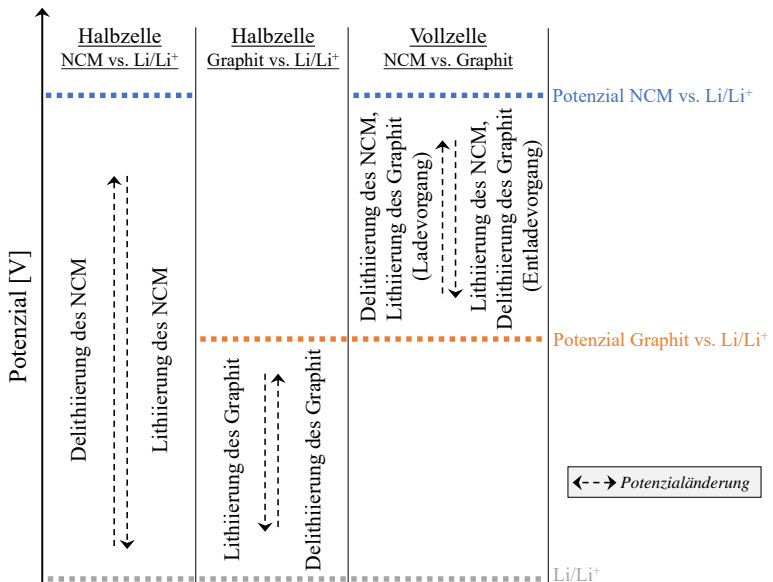 Halbzelle
NCM vs. Li/Li⁺
Halbzelle
Graphit vs. Li/Li⁺
Vollzelle
NCM vs. Graphit
Potenzial [V]
Delithiierung des NCM
Lithiierung des NCM
Lithiierung des Graphit
Delithiierung des Graphit
Delithiierung des NCM,
Lithiierung des Graphit
(Ladevorgang)
Lithiierung des NCM,
Delithiierung des Graphit
(Entladevorgang)
Potenzial NCM vs. Li/Li⁺
Potenzial Graphit vs. Li/Li⁺
Potenzialänderung
Li/Li⁺